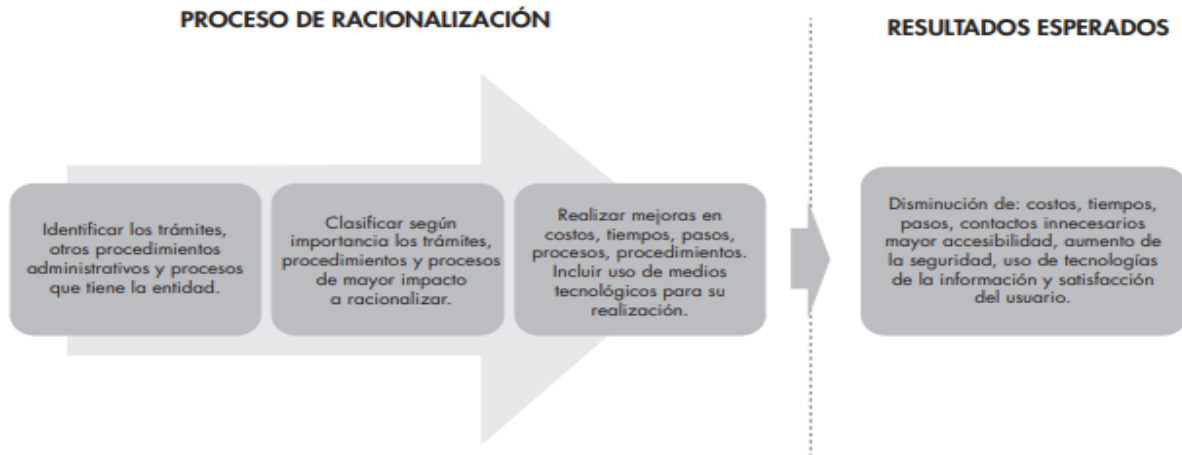 PROCESO DE RACIONALIZACIÓN
RESULTADOS ESPERADOS
Identificar los trámites,
otros procedimientos
administrativos y procesos
que tiene la entidad.
Clasificar según
importancia los trámites,
procedimientos y procesos
de mayor impacto
a racionalizar.
Realizar mejoras en
costos, tiempos, pasos,
procesos, procedimientos.
Incluir uso de medios
tecnológicos para su
realización.
Disminución de: costos, tiempos,
pasos, contactos innecesarios
mayor accesibilidad, aumento de
la seguridad, uso de tecnologías
de la información y satisfacción
del usuario.